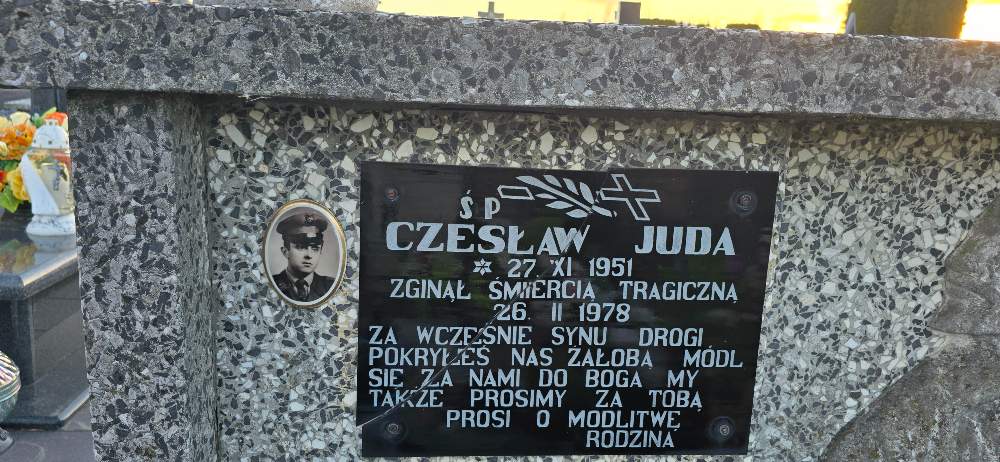 Ś P
CZESŁAW JUDA
27. XI 1951
ZGINĄŁ ŚMIERCIĄ TRAGICZNĄ
26. II 1978
ZA WCZEŚNIE SYNU DROGI
POKRYŁEŚ NAS ŻAŁOBĄ MÓDL
SIĘ ZA NAMI DO BOGA MY
TAKŻE PROSIMY ZA TOBĄ
PROSI O MODLITWĘ
RODZINA